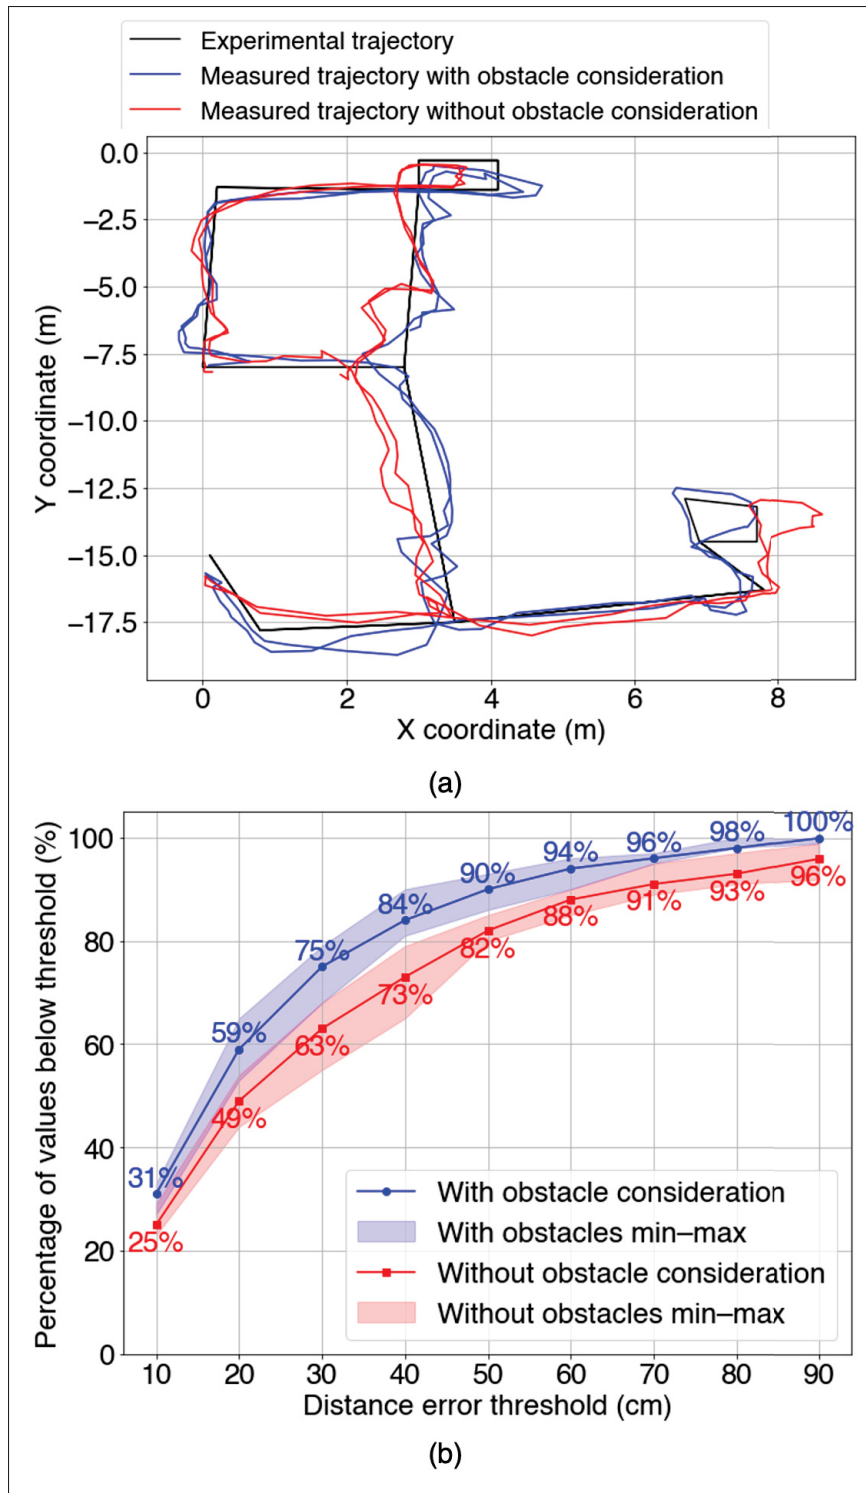 Experimental trajectory
Measured trajectory with obstacle consideration
Measured trajectory without obstacle consideration
0.0
−2.5
−5.0
−7.5
−10.0
−12.5
−15.0
−17.5
Y coordinate (m)
0 2 4 6 8
X coordinate (m)
(a)
100
80
60
40
20
0
Percentage of values below threshold (%)
31% 59% 75% 84% 90% 94% 96% 98% 100%
25% 49% 63% 73% 82% 88% 91% 93% 96%
With obstacle consideration
With obstacles min–max
Without obstacle consideration
Without obstacles min–max
10 20 30 40 50 60 70 80 90
Distance error threshold (cm)
(b)